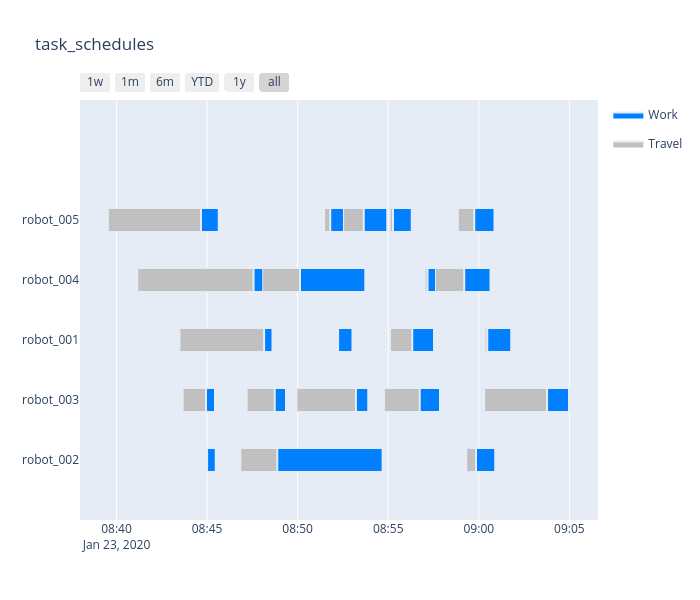 task_schedules
1w 1m 6m YTD 1y all
Work
Travel
robot_005
robot_004
robot_001
robot_003
robot_002
08:40 08:45 08:50 08:55 09:00 09:05
Jan 23, 2020